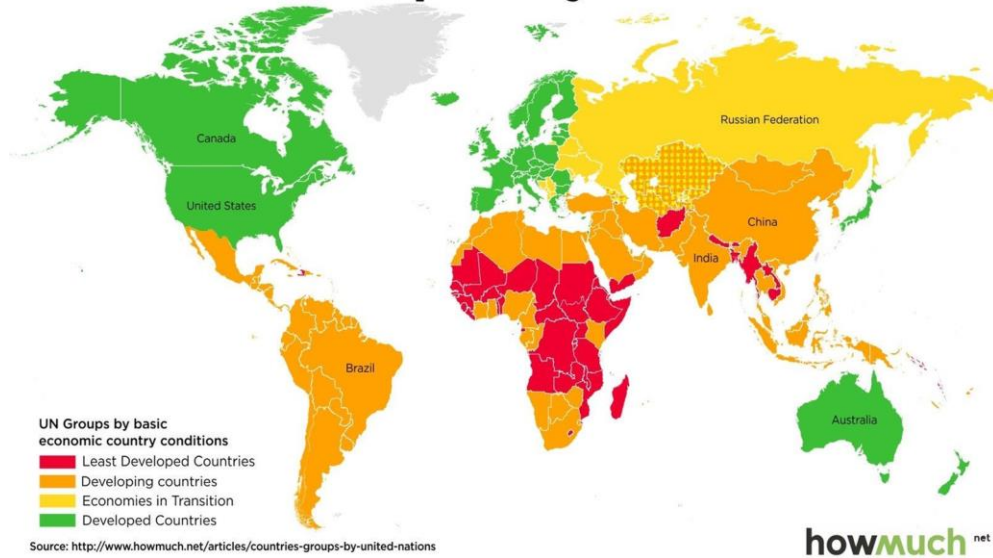 Canada
Russian Federation
United States
China
India
Brazil
Australia
UN Groups by basic
economic country conditions
Least Developed Countries
Developing countries
Economies in Transition
Developed Countries
Source: http://www.howmuch.net/articles/countries-groups-by-united-nations
howmuch net